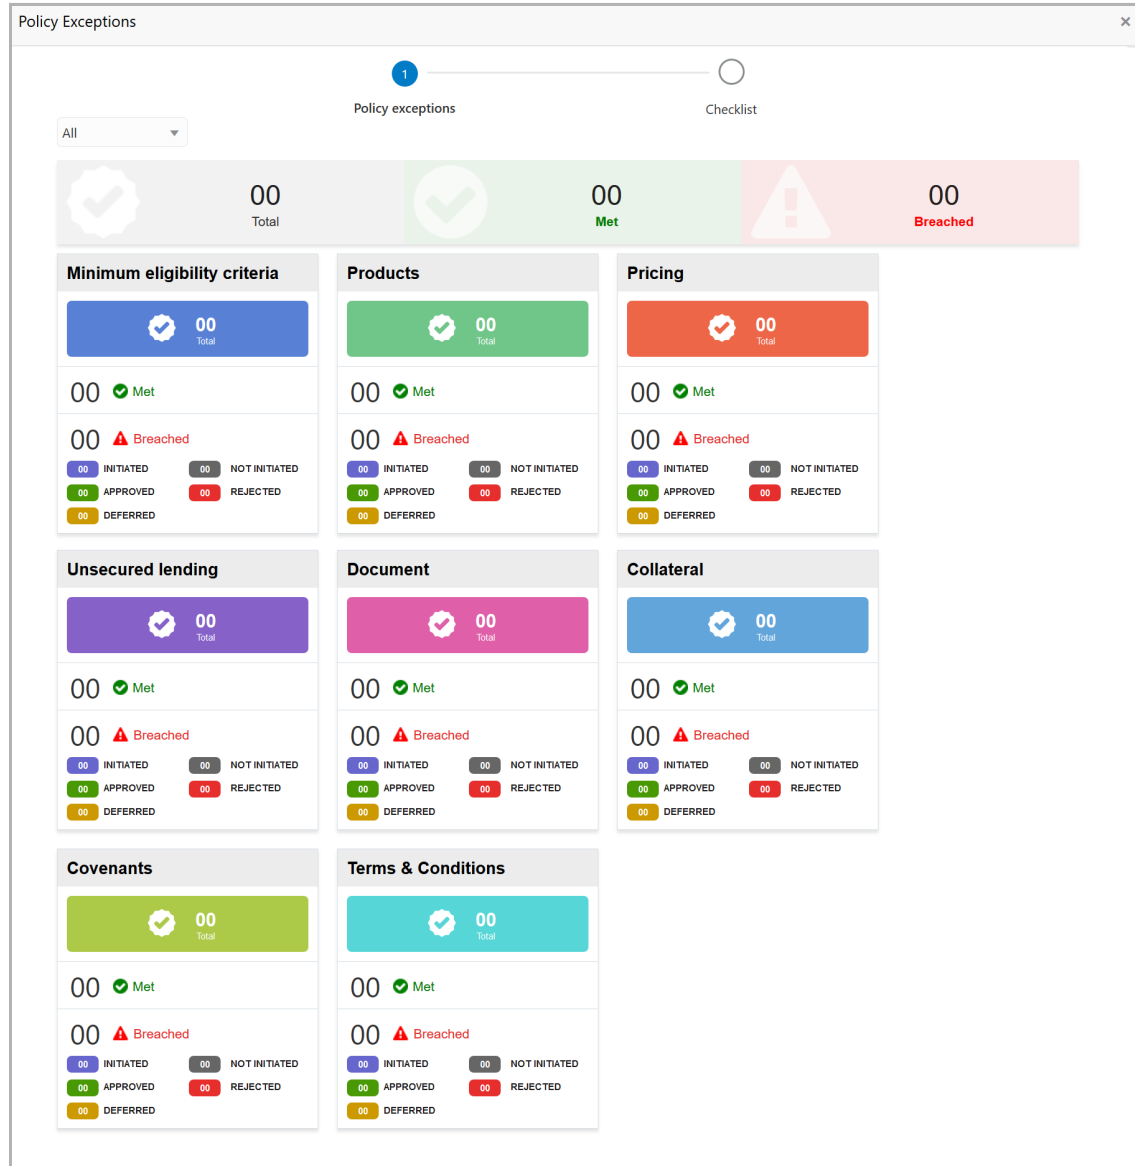 Policy Exceptions ×
1
Policy exceptions Checklist
All
00 00 00
Total Met Breached
Minimum eligibility criteria Products Pricing
00 00 00
Total Total Total
00 Met 00 Met 00 Met
00 Breached 00 Breached 00 Breached
00 INITIATED 00 NOT INITIATED 00 INITIATED 00 NOT INITIATED 00 INITIATED 00 NOT INITIATED
00 APPROVED 00 REJECTED 00 APPROVED 00 REJECTED 00 APPROVED 00 REJECTED
00 DEFERRED 00 DEFERRED 00 DEFERRED
Unsecured lending Document Collateral
00 00 00
Total Total Total
00 Met 00 Met 00 Met
00 Breached 00 Breached 00 Breached
00 INITIATED 00 NOT INITIATED 00 INITIATED 00 NOT INITIATED 00 INITIATED 00 NOT INITIATED
00 APPROVED 00 REJECTED 00 APPROVED 00 REJECTED 00 APPROVED 00 REJECTED
00 DEFERRED 00 DEFERRED 00 DEFERRED
Covenants Terms & Conditions
00 00
Total Total
00 Met 00 Met
00 Breached 00 Breached
00 INITIATED 00 NOT INITIATED 00 INITIATED 00 NOT INITIATED
00 APPROVED 00 REJECTED 00 APPROVED 00 REJECTED
00 DEFERRED 00 DEFERRED